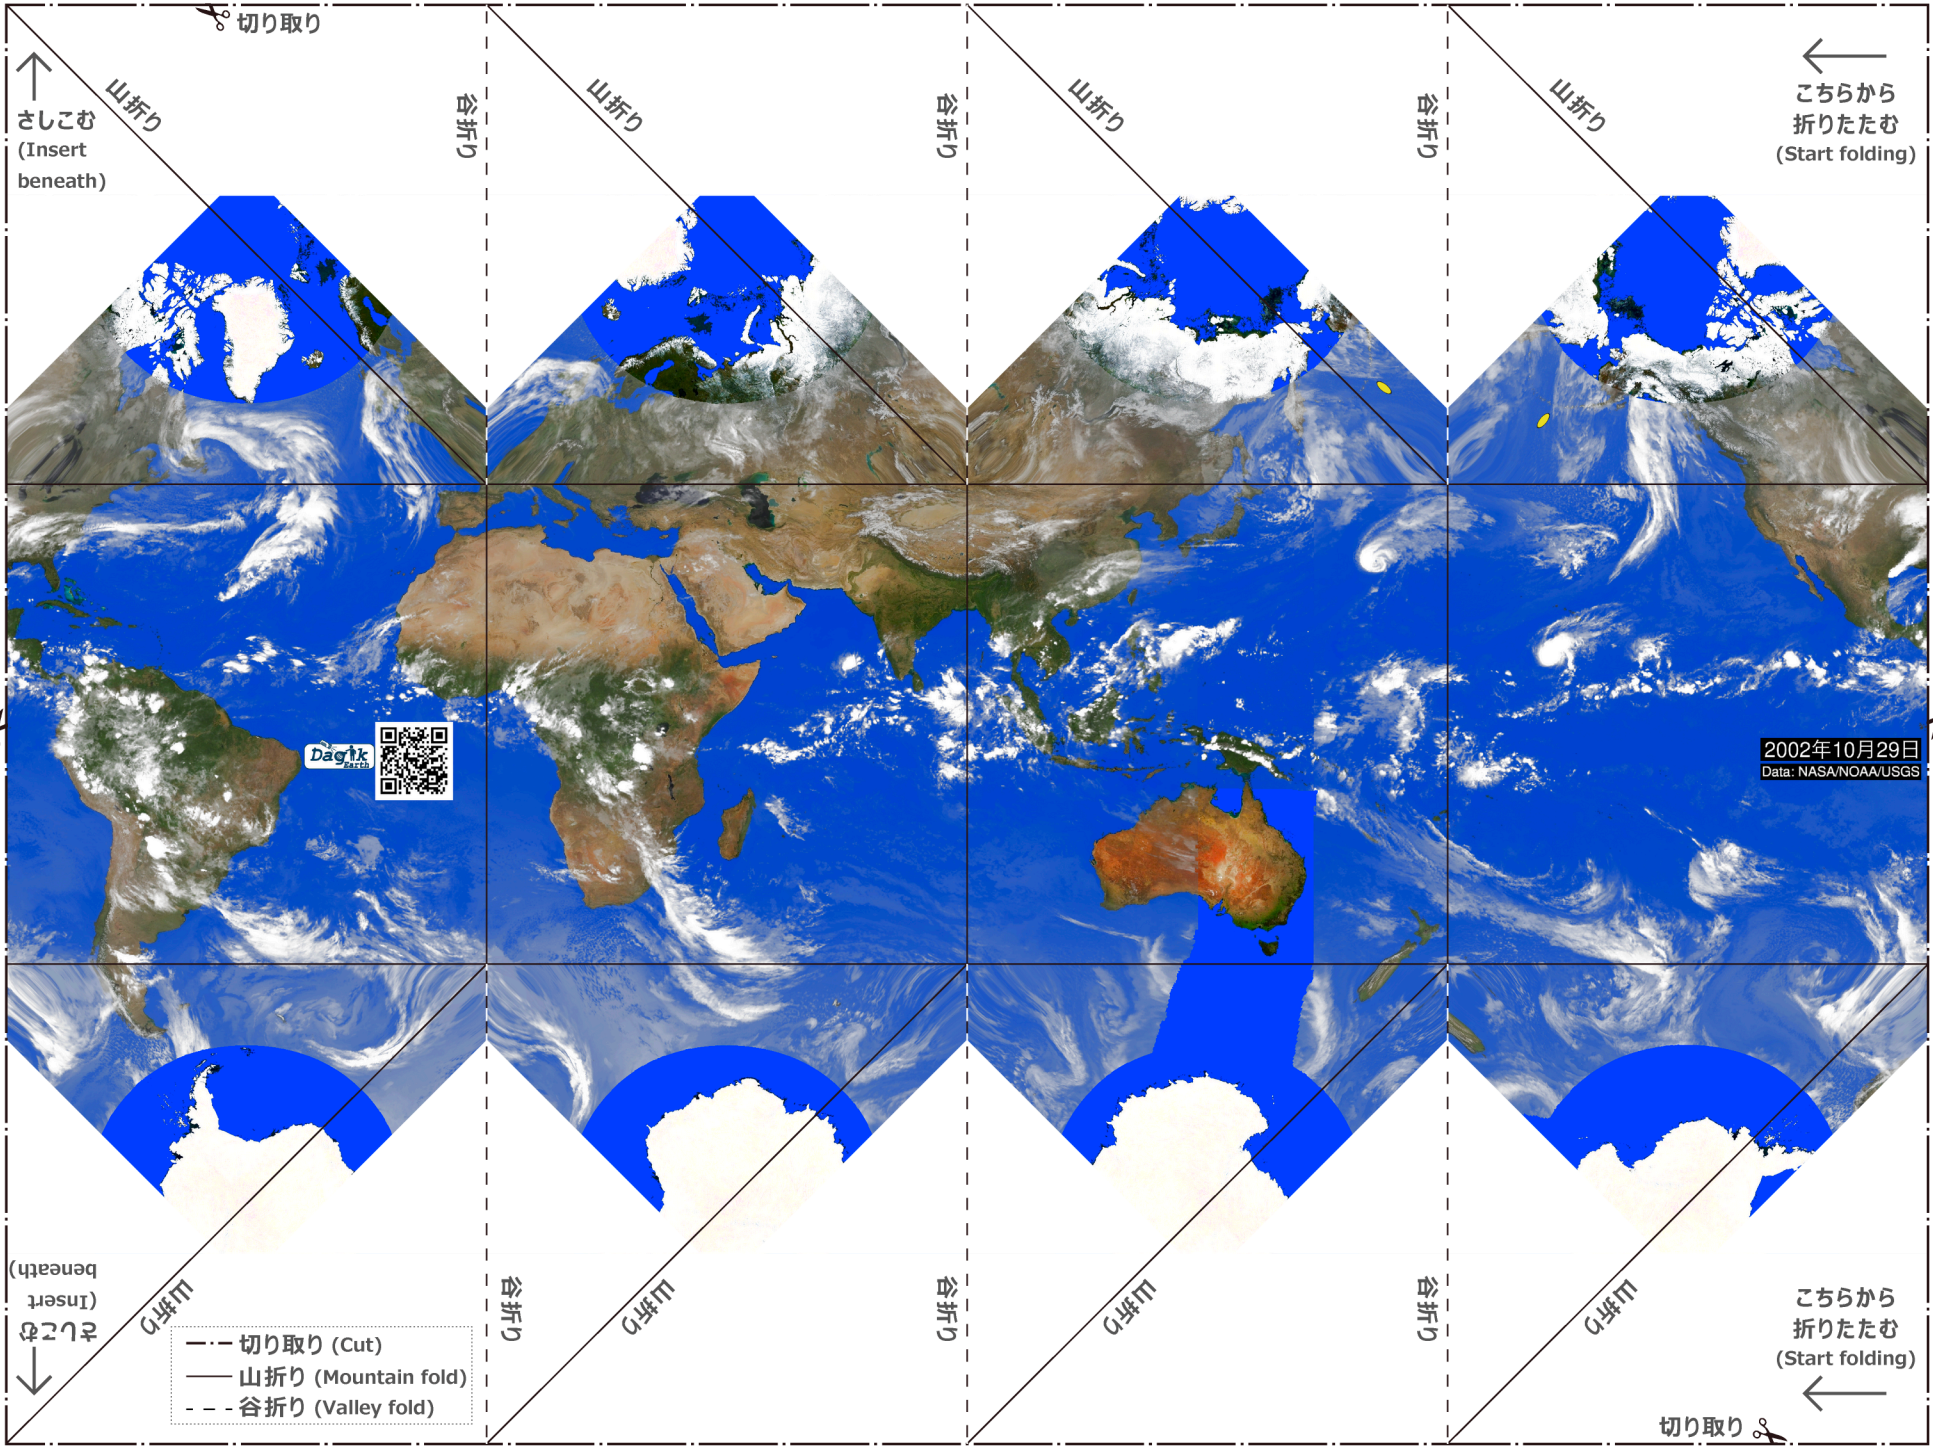 切り取り
山折り
谷折り
山折り
谷折り
山折り
谷折り
山折り
さしこむ
(Insert
beneath)
こちらから
折りたたむ
(Start folding)
Dagik
Earth
2002年10月29日
Data: NASA/NOAA/USGS
さしこむ
(Insert
beneath)
山折り
谷折り
山折り
谷折り
山折り
谷折り
山折り
切り取り (Cut)
山折り (Mountain fold)
谷折り (Valley fold)
こちらから
折りたたむ
(Start folding)
切り取り